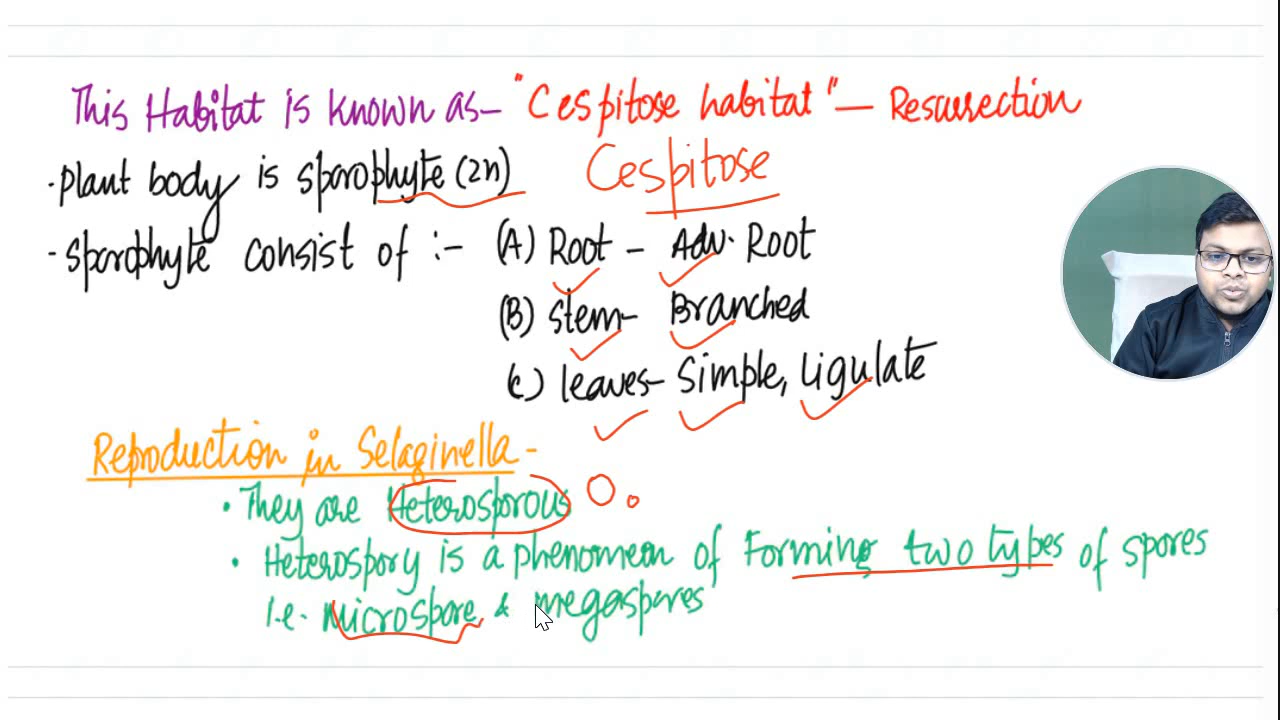 This Habitat is known as- "Cespitose habitat" - Resurrection
• plant body is sporophyte (2n) Cespitose
- sporophyte consist of :- (A) Root - Adv. Root
(B) stem- Branched
(C) leaves- Simple, Ligulate
Reproduction in Selaginella -
• They are Heterosporous
• Heterospory is a phenomeon of Forming two types of spores
i.e. Microspore & megaspores